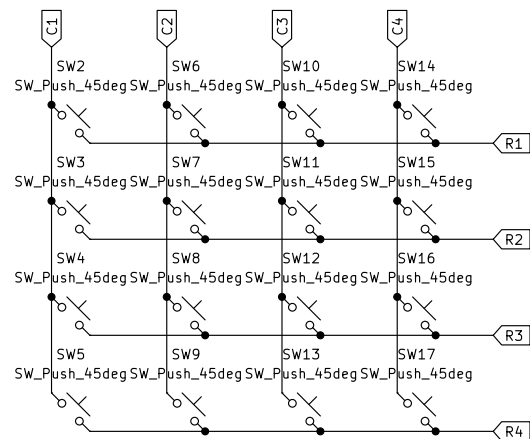 C1 C2 C3 C4
SW2 SW6 SW10 SW14
SW_Push_45deg SW_Push_45deg SW_Push_45deg SW_Push_45deg
R1
SW3 SW7 SW11 SW15
SW_Push_45deg SW_Push_45deg SW_Push_45deg SW_Push_45deg
R2
SW4 SW8 SW12 SW16
SW_Push_45deg SW_Push_45deg SW_Push_45deg SW_Push_45deg
R3
SW5 SW9 SW13 SW17
SW_Push_45deg SW_Push_45deg SW_Push_45deg SW_Push_45deg
R4